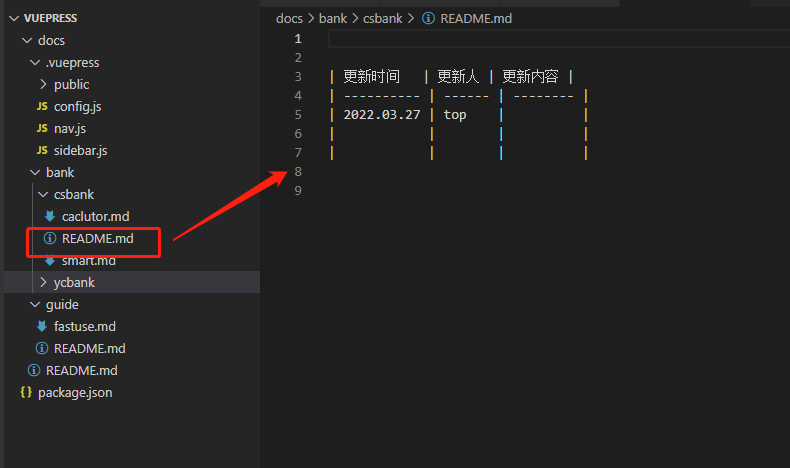 VUEPRESS
docs
.vuepress
public
JS config.js
JS nav.js
JS sidebar.js
bank
csbank
caclutor.md
README.md
smart.md
ycbank
guide
fastuse.md
README.md
README.md
{} package.json
docs > bank > csbank > README.md
1
2
3 | 更新时间 | 更新人 | 更新内容 |
4 | ---------- | ------ | -------- |
5 | 2022.03.27 | top | |
6 | | | |
7 | | | |
8
9